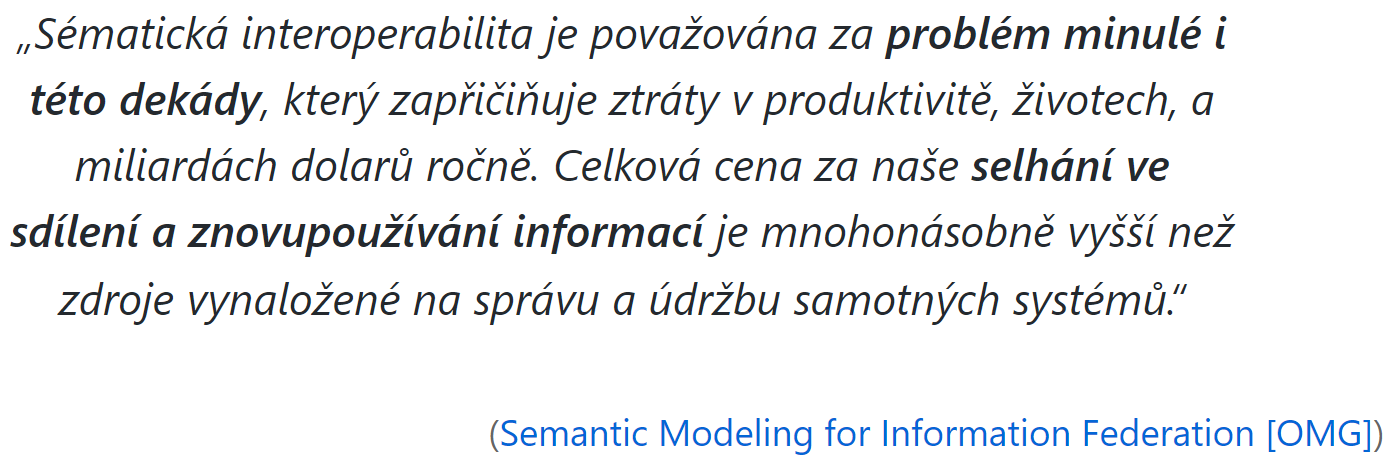 „Sématická interoperabilita je považována za problém minulé i
této dekády, který zapřičiňuje ztráty v produktivitě, životech, a
miliardách dolarů ročně. Celková cena za naše selhání ve
sdílení a znovupoužívání informací je mnohonásobně vyšší než
zdroje vynaložené na správu a údržbu samotných systémů.“
(Semantic Modeling for Information Federation [OMG])